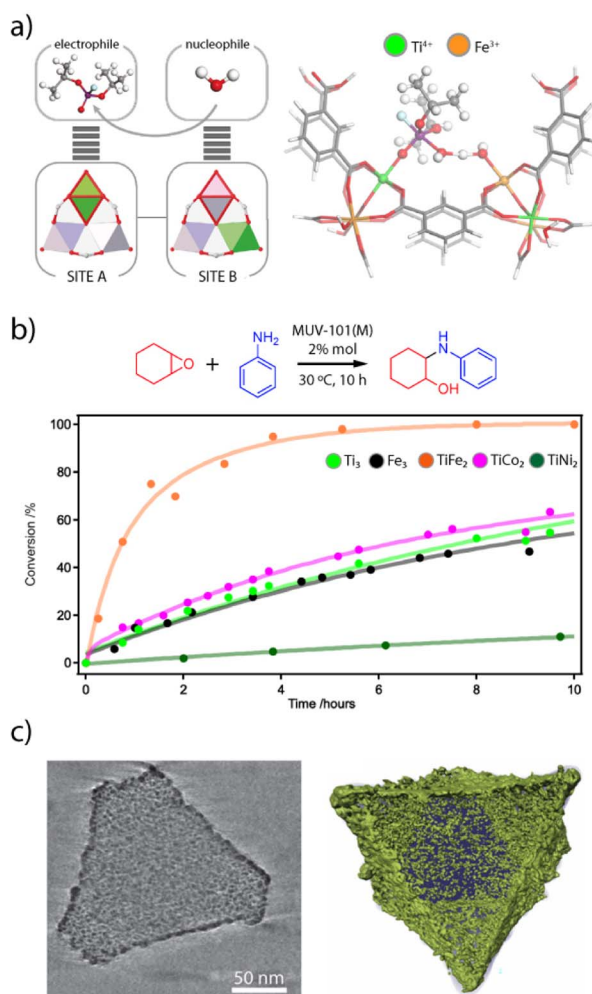 a)
electrophile
nucleophile
Ti⁴⁺
Fe³⁺
SITE A
SITE B
b)
O
+
NH₂
MUV-101(M)
2% mol
30 ºC, 10 h
H
N
OH
100
80
60
40
20
0
Conversion /%
Ti₃
Fe₃
TiFe₂
TiCo₂
TiNi₂
0
2
4
6
8
10
Time /hours
c)
50 nm